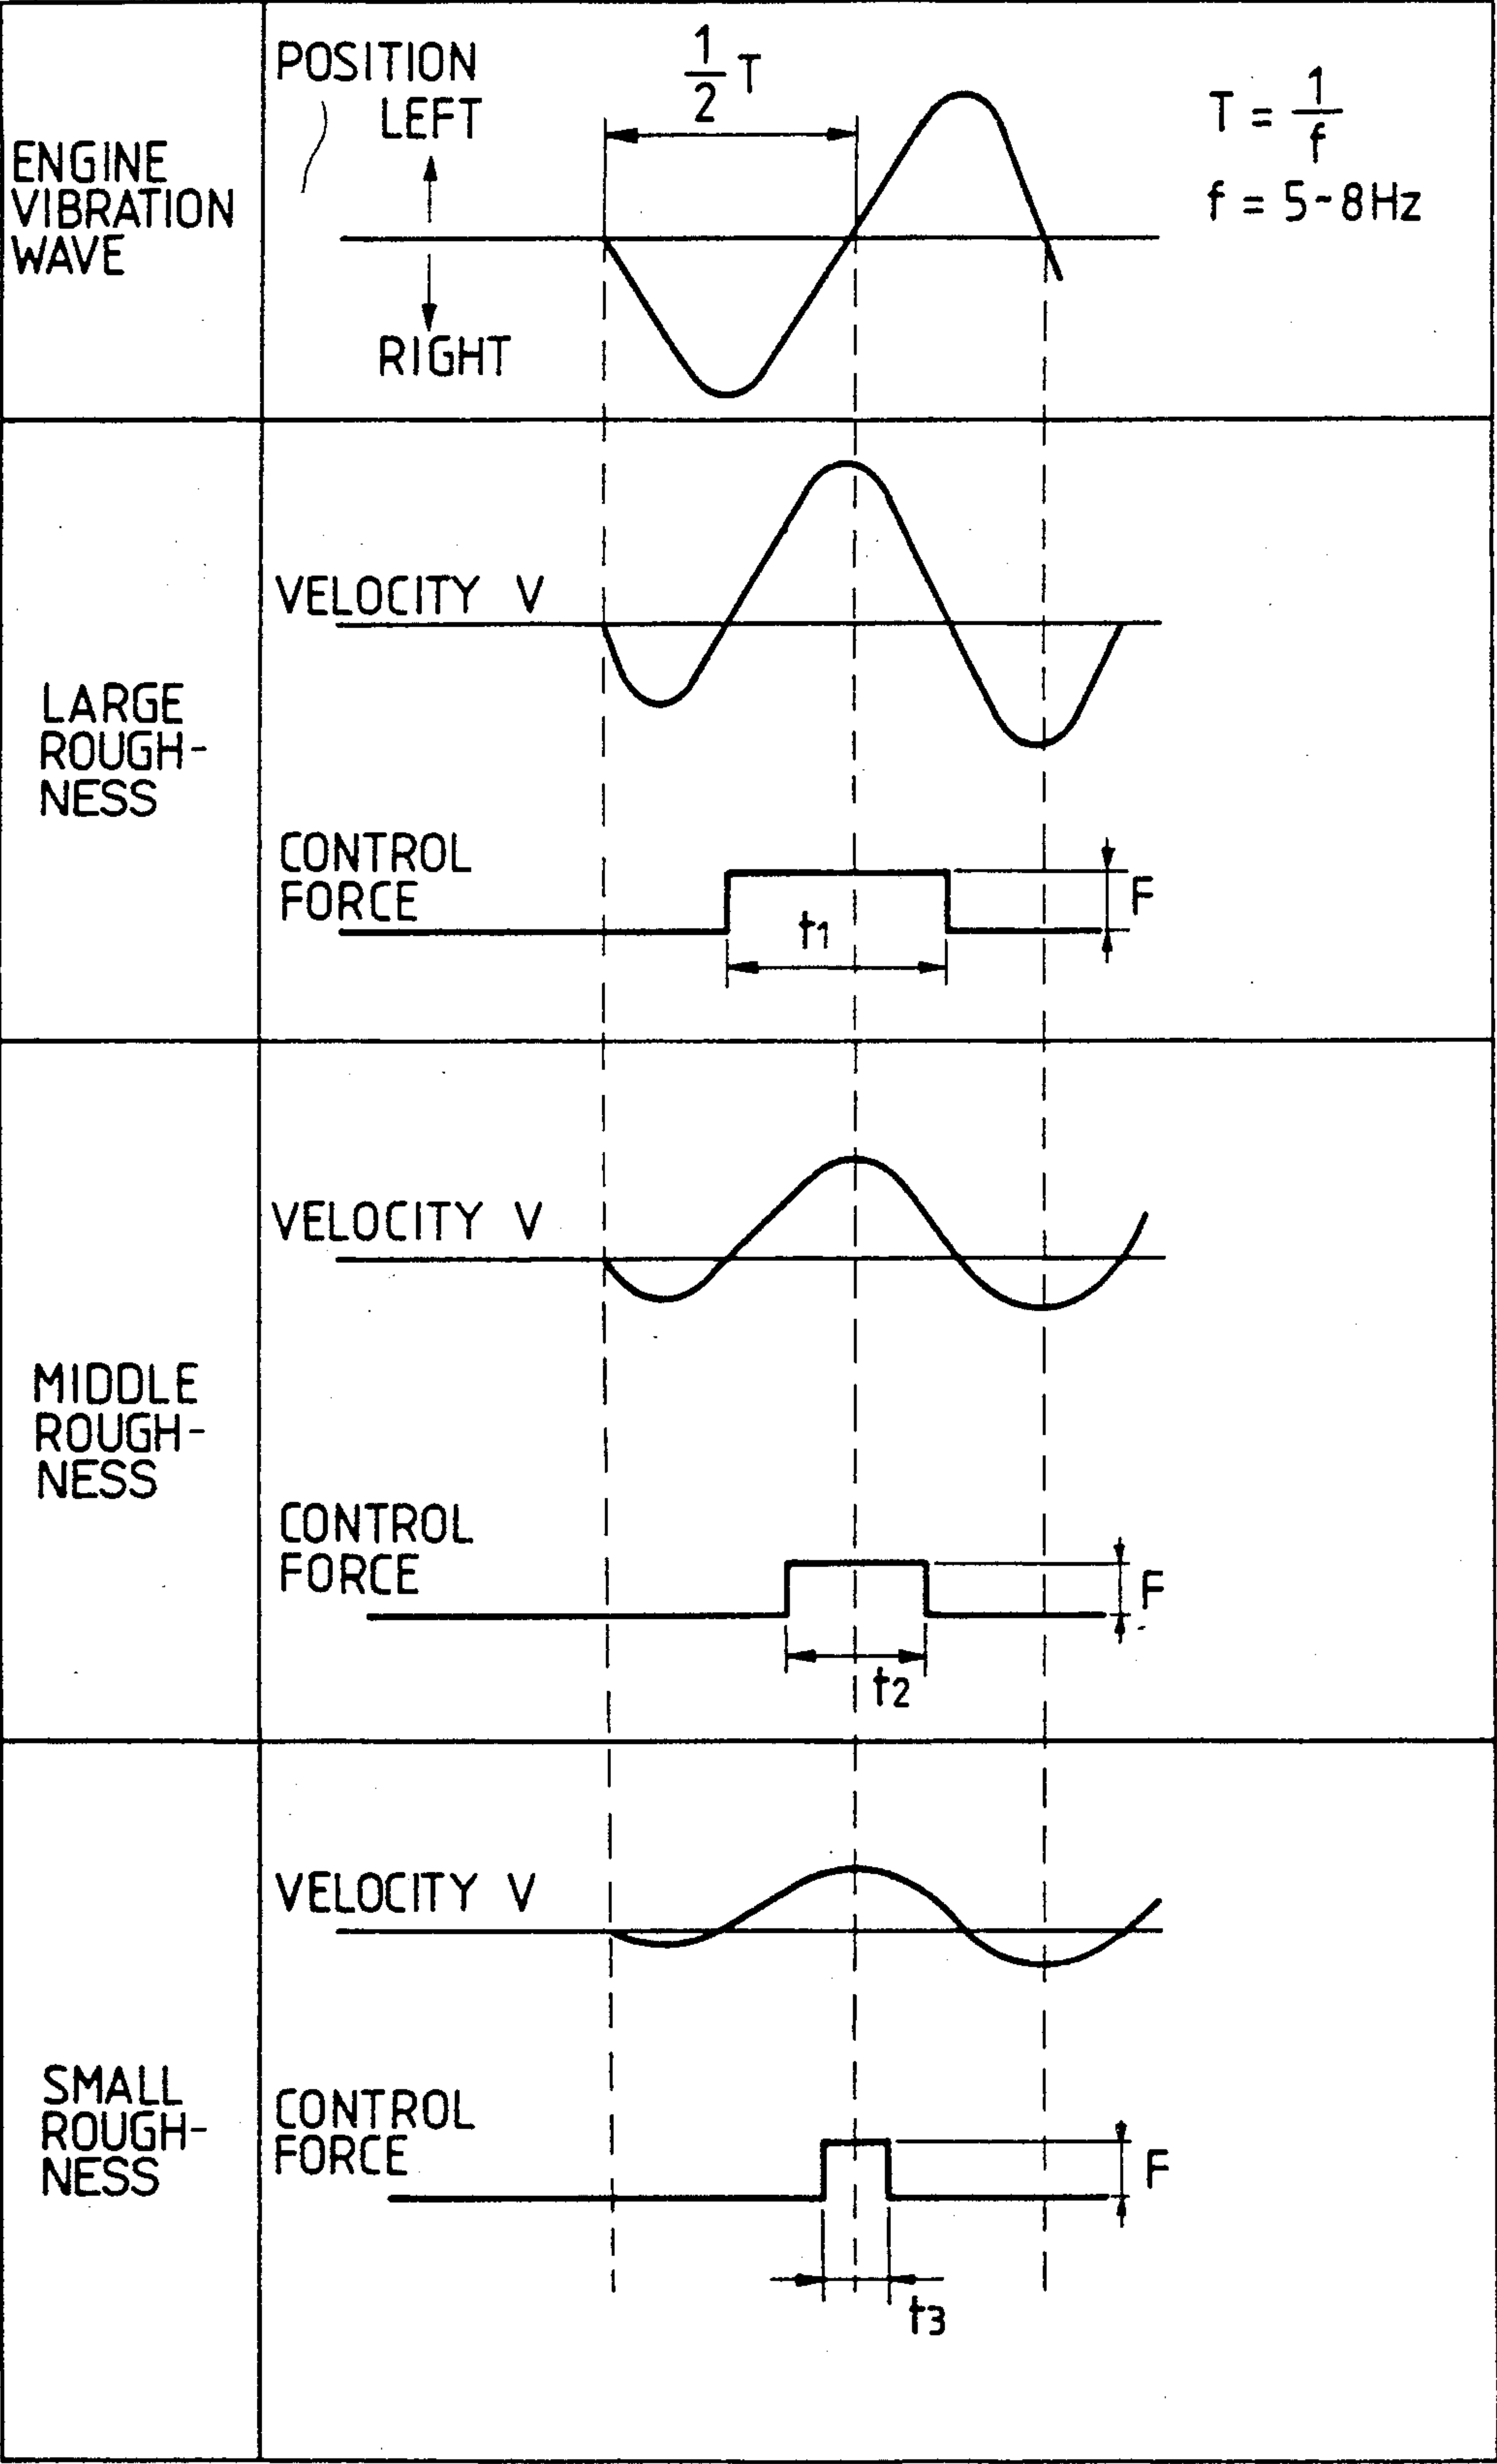 ENGINE
VIBRATION
WAVE
POSITION
LEFT
RIGHT
1/2 T
T = 1/f
f = 5~8Hz
LARGE
ROUGH-
NESS
VELOCITY V
CONTROL
FORCE
t1
F
MIDDLE
ROUGH-
NESS
VELOCITY V
CONTROL
FORCE
t2
F
SMALL
ROUGH-
NESS
VELOCITY V
CONTROL
FORCE
t3
F